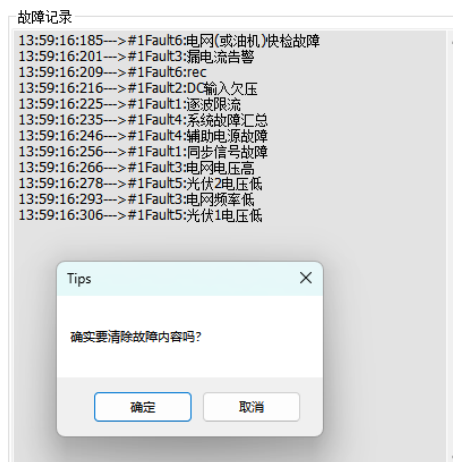 故障记录
13:59:16:185--->#1Fault6:电网(或油机)快检故障
13:59:16:201--->#1Fault3:漏电流告警
13:59:16:209--->#1Fault6:rec
13:59:16:216--->#1Fault2:DC输入欠压
13:59:16:225--->#1Fault1:逐波限流
13:59:16:235--->#1Fault4:系统故障汇总
13:59:16:246--->#1Fault4:辅助电源故障
13:59:16:256--->#1Fault1:同步信号故障
13:59:16:266--->#1Fault3:电网电压高
13:59:16:278--->#1Fault5:光伏2电压低
13:59:16:293--->#1Fault3:电网频率低
13:59:16:306--->#1Fault5:光伏1电压低
Tips
确实要清除故障内容吗?
确定
取消